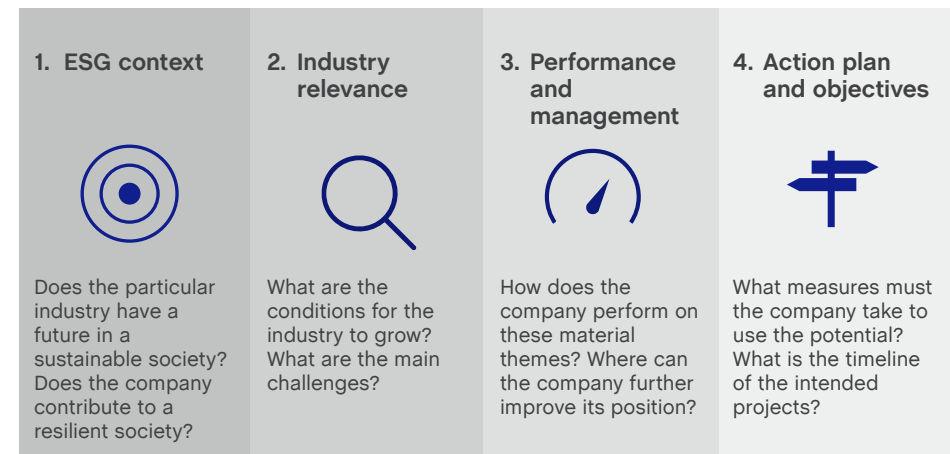 1. ESG context
Does the particular
industry have a
future in a
sustainable society?
Does the company
contribute to a
resilient society?
2. Industry
relevance
What are the
conditions for the
industry to grow?
What are the main
challenges?
3. Performance
and
management
How does the
company perform on
these material
themes? Where can
the company further
improve its position?
4. Action plan
and objectives
What measures must
the company take to
use the potential?
What is the timeline
of the intended
projects?